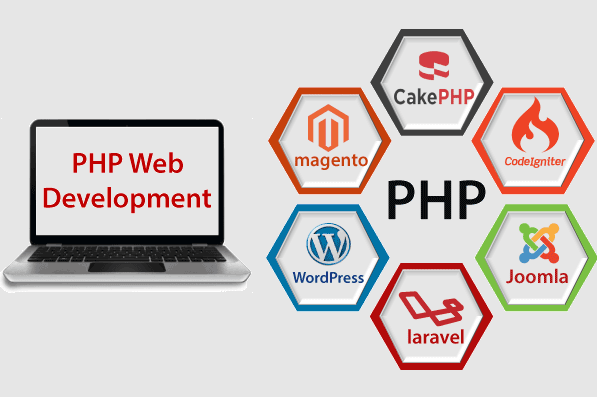 PHP Web
Development
CakePHP
magento
CodeIgniter
PHP
WordPress
Joomla
laravel